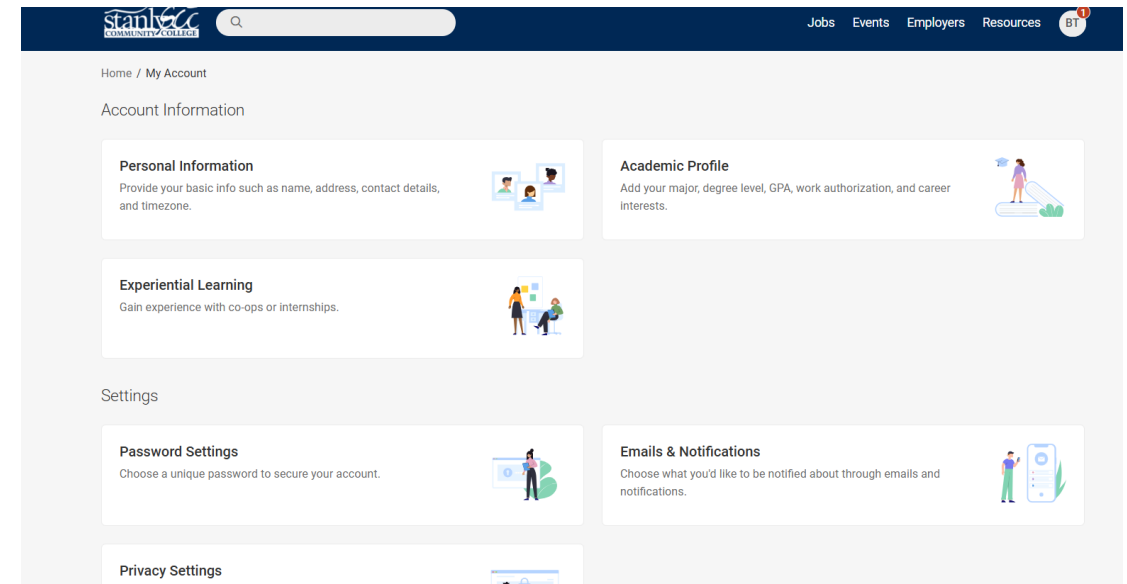 stanlySCC
COMMUNITY COLLEGE
Jobs Events Employers Resources BT 1
Home / My Account
Account Information
Personal Information
Provide your basic info such as name, address, contact details,
and timezone.
Academic Profile
Add your major, degree level, GPA, work authorization, and career
interests.
Experiential Learning
Gain experience with co-ops or internships.
Settings
Password Settings
Choose a unique password to secure your account.
Emails & Notifications
Choose what you'd like to be notified about through emails and
notifications.
Privacy Settings